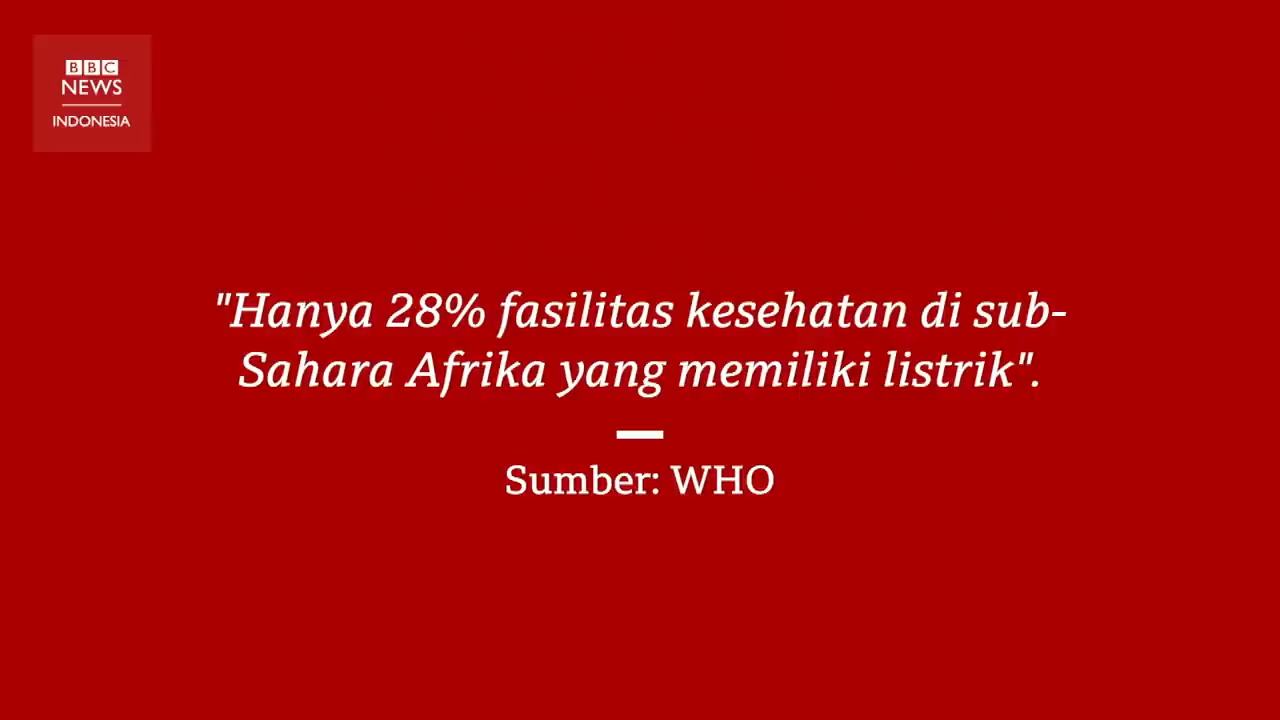 BBC
NEWS
INDONESIA
"Hanya 28% fasilitas kesehatan di sub-
Sahara Afrika yang memiliki listrik".
Sumber: WHO